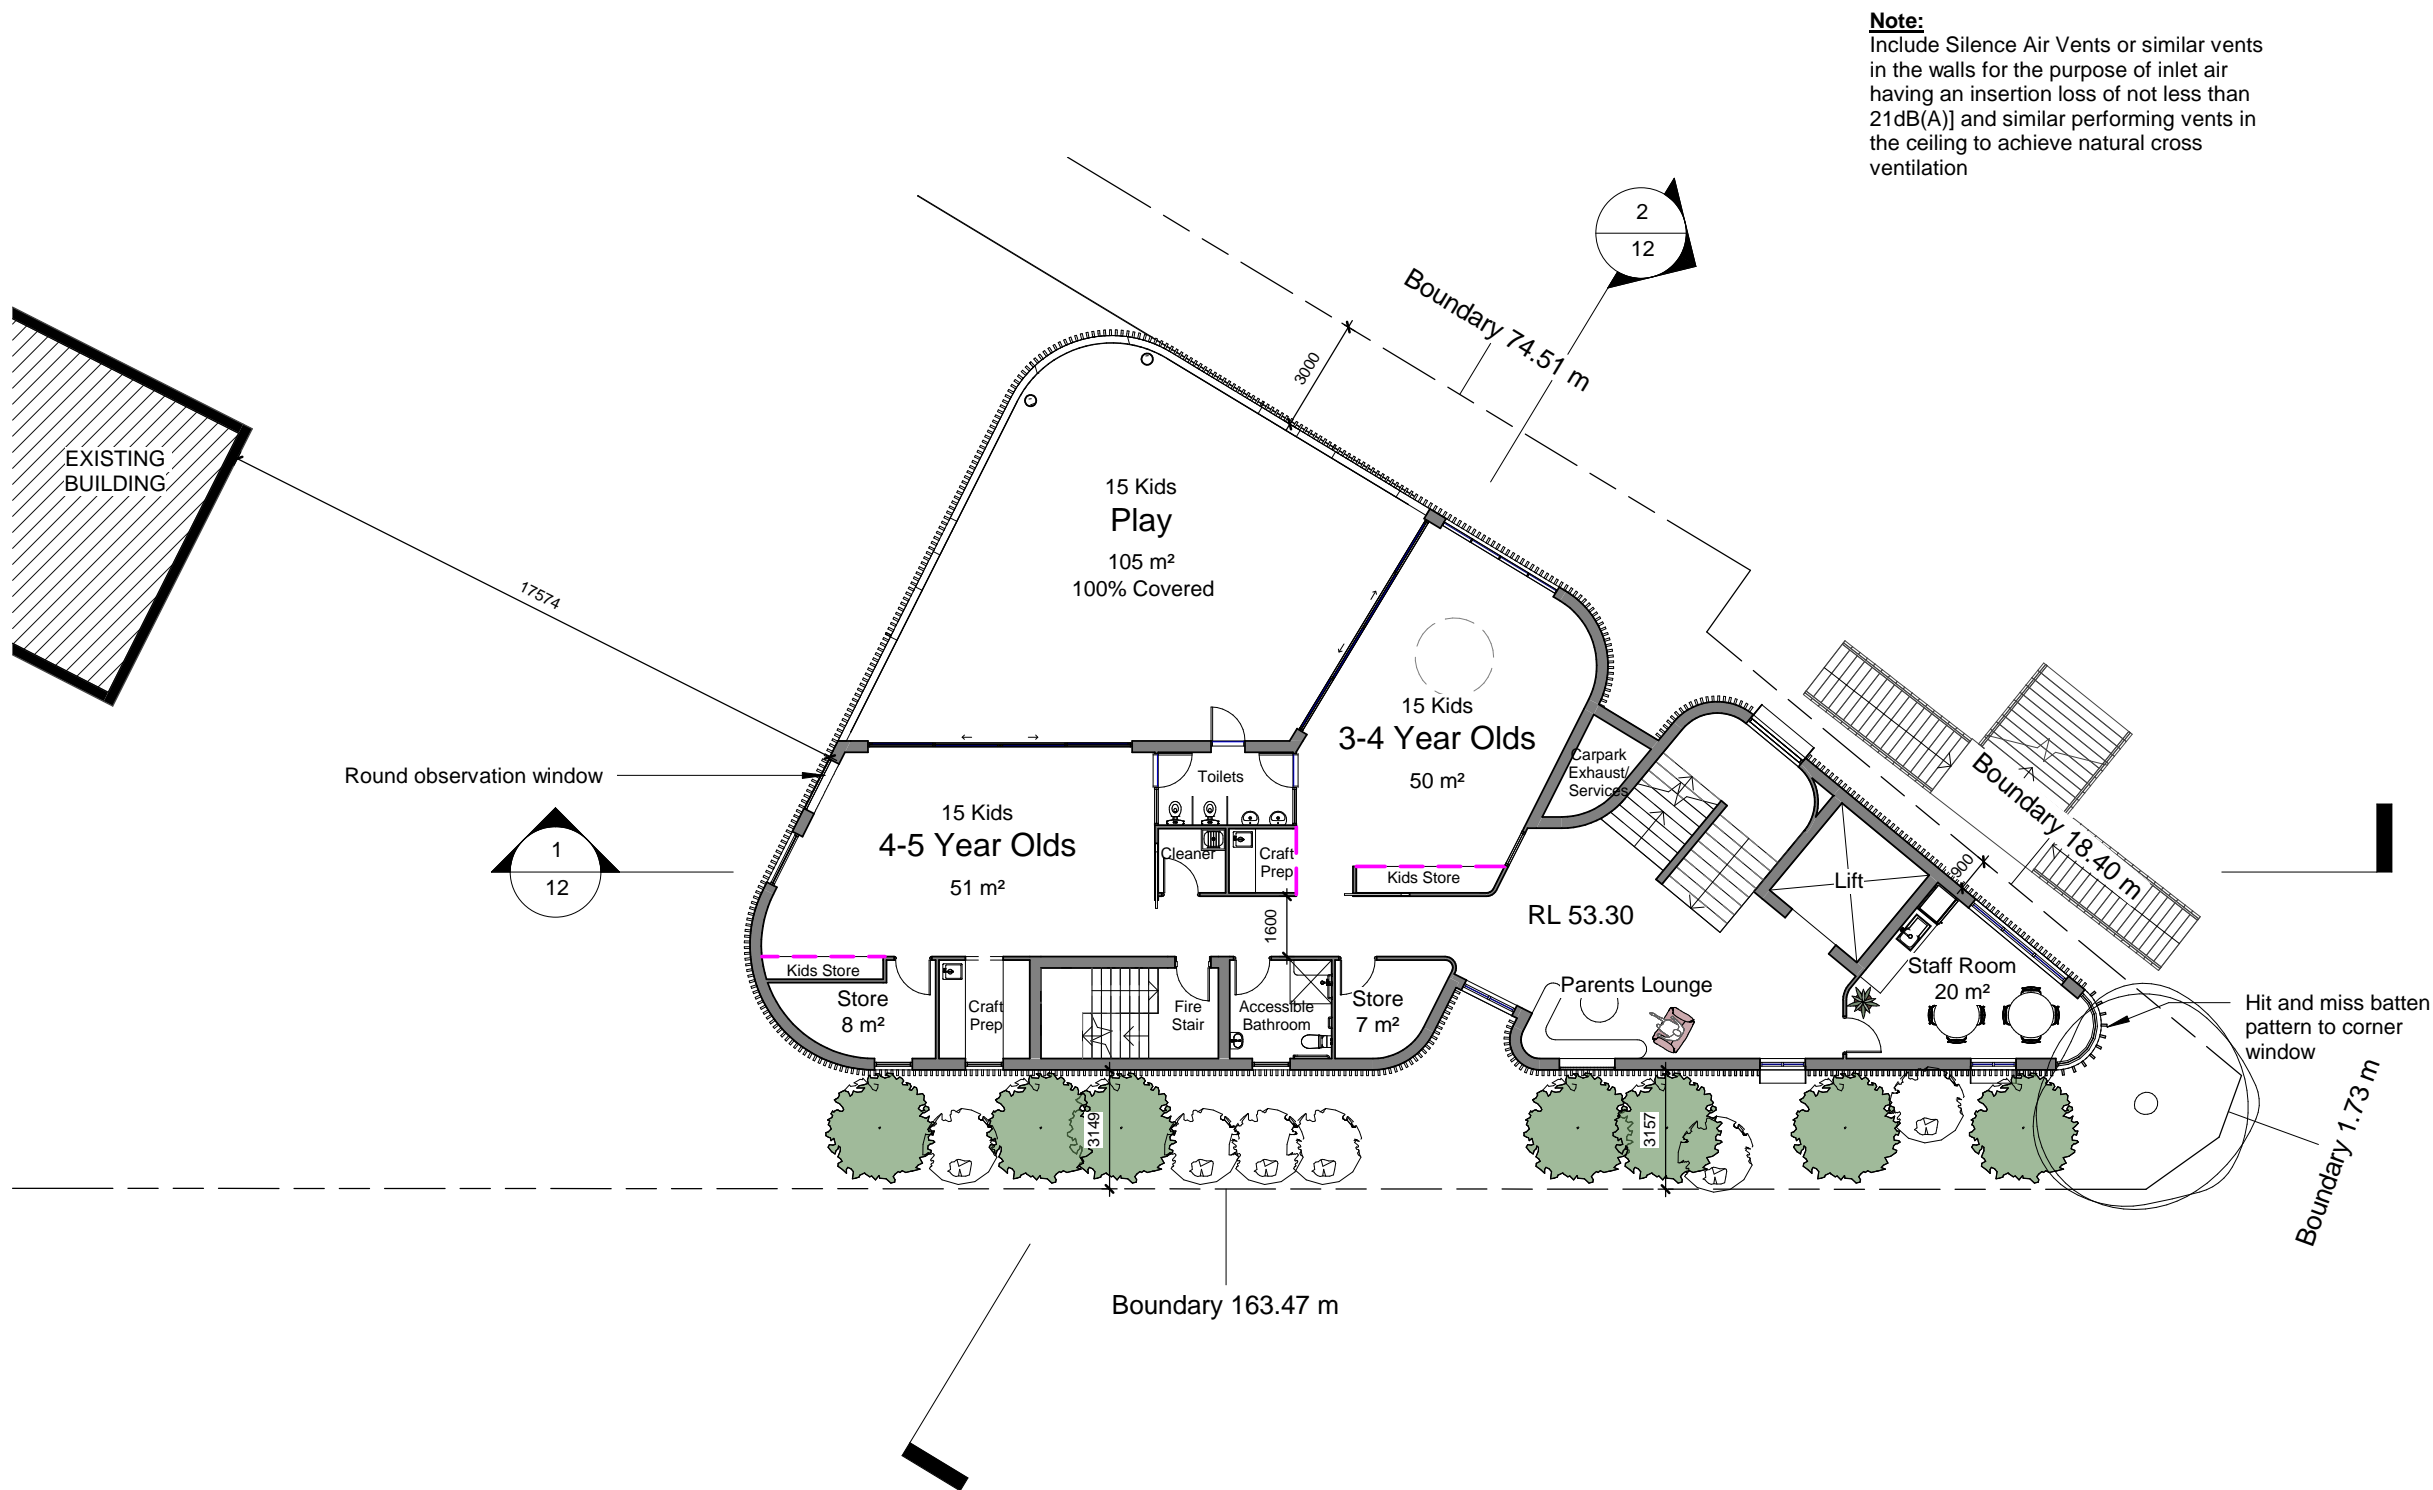 Note:
Include Silence Air Vents or similar vents
in the walls for the purpose of inlet air
having an insertion loss of not less than
21dB(A)] and similar performing vents in
the ceiling to achieve natural cross
ventilation
2
12
Boundary 74.51 m
3000
EXISTING
BUILDING
17574
15 Kids
Play
105 m²
100% Covered
15 Kids
3-4 Year Olds
50 m²
Carpark
Exhaust/
Services
Boundary 18.40 m
Round observation window
Toilets
15 Kids
4-5 Year Olds
51 m²
Cleaner
Craft
Prep
Kids Store
Lift
900
1
12
RL 53.30
1600
Kids Store
Store
8 m²
Craft
Prep
Fire
Stair
Accessible
Bathroom
Store
7 m²
Parents Lounge
Staff Room
20 m²
Hit and miss batten
pattern to corner
window
3149
3157
Boundary 1.73 m
Boundary 163.47 m